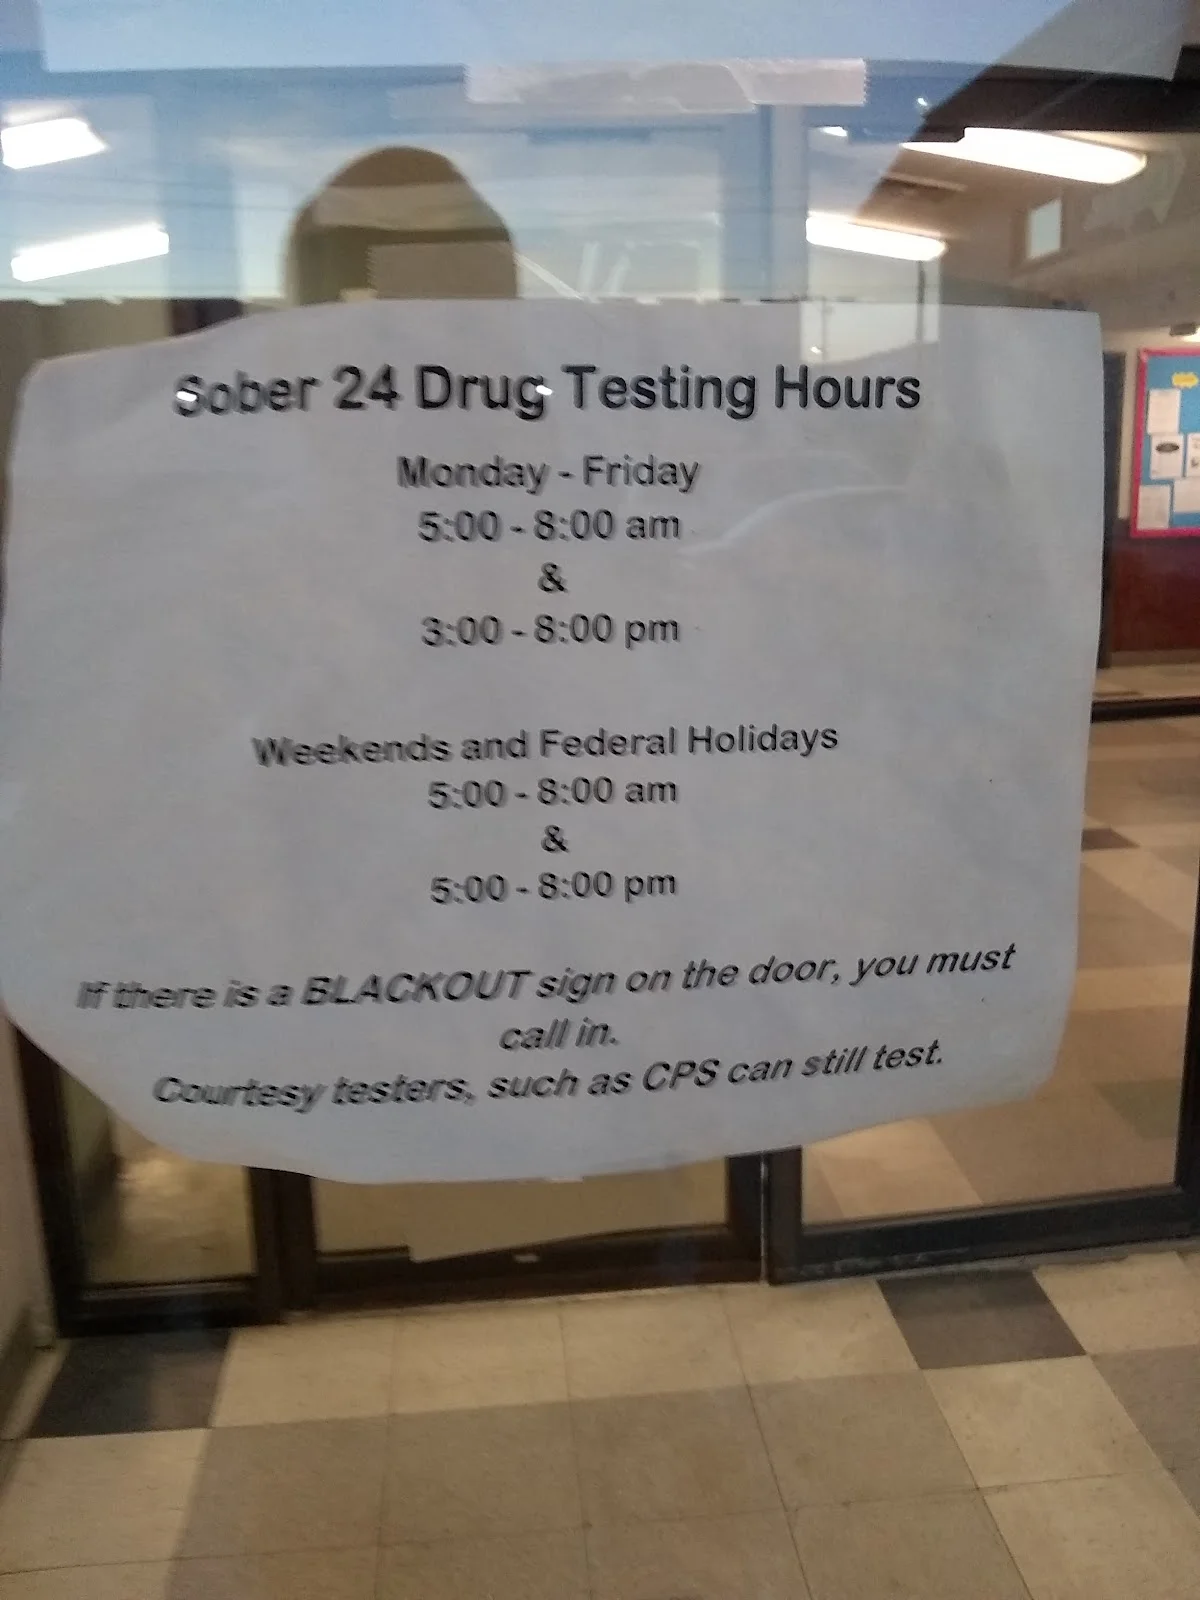 Sober 24 Drug Testing Hours
Monday - Friday
5:00 - 8:00 am
&
3:00 - 8:00 pm
Weekends and Federal Holidays
5:00 - 8:00 am
&
5:00 - 8:00 pm
If there is a BLACKOUT sign on the door, you must
call in.
Courtesy testers, such as CPS can still test.